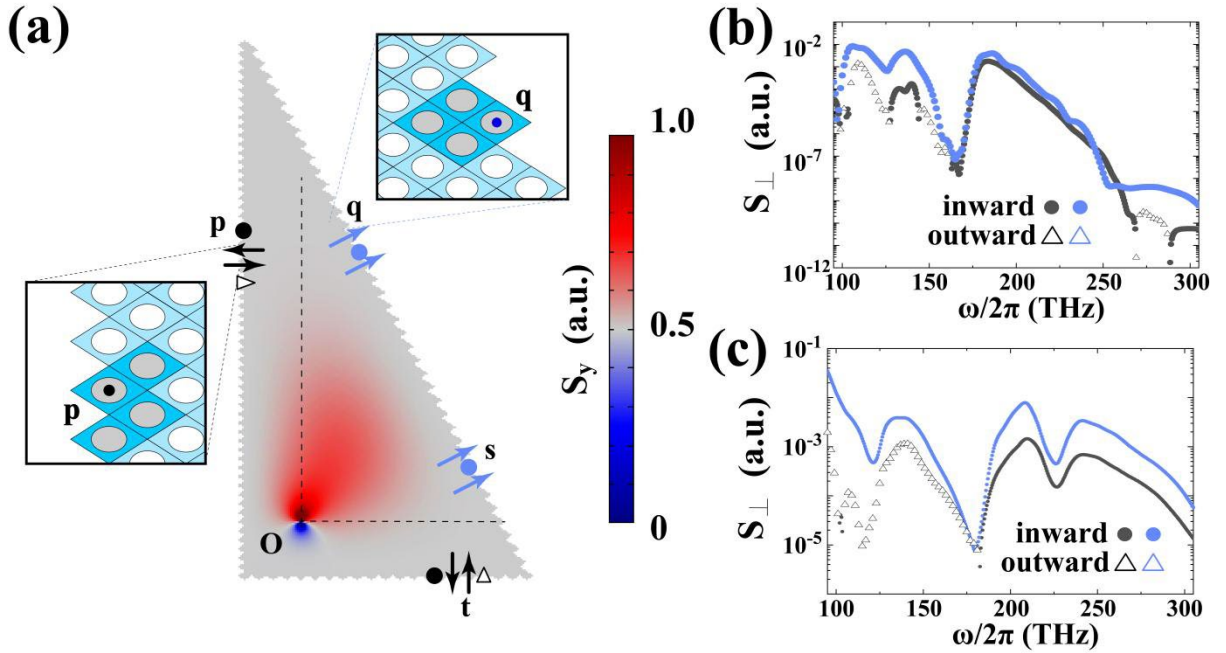 (a)
q
p
q
p
s
O
t
1.0
0.5
0
S_y (a.u.)
(b)
10^-2
10^-7
10^-12
S_⊥ (a.u.)
inward
outward
100 150 200 250 300
ω/2π (THz)
(c)
10^-1
10^-3
10^-5
S_⊥ (a.u.)
inward
outward
100 150 200 250 300
ω/2π (THz)